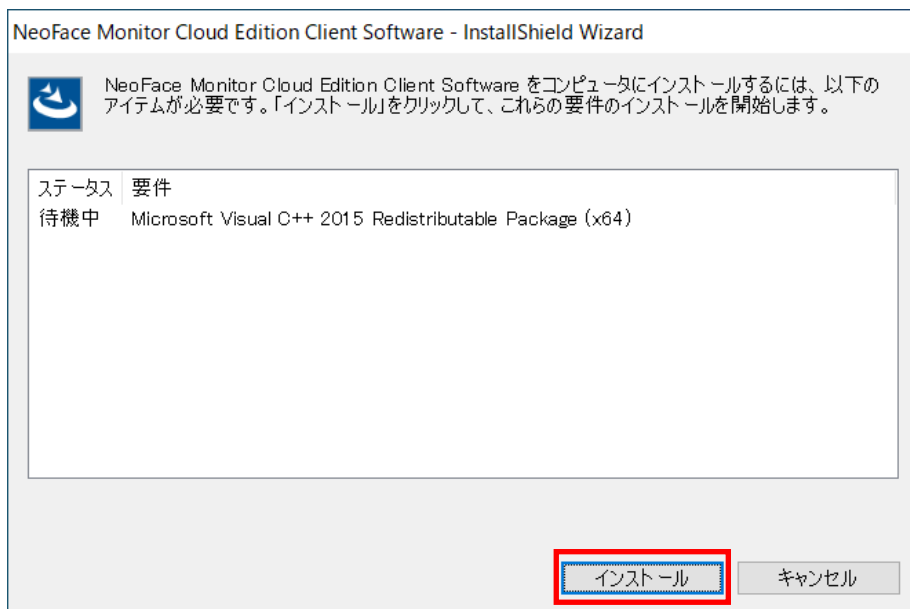 NeoFace Monitor Cloud Edition Client Software - InstallShield Wizard
NeoFace Monitor Cloud Edition Client Software をコンピュータにインストールするには、以下の
アイテムが必要です。「インストール」をクリックして、これらの要件のインストールを開始します。
ステータス 要件
待機中 Microsoft Visual C++ 2015 Redistributable Package (x64)
インストール キャンセル